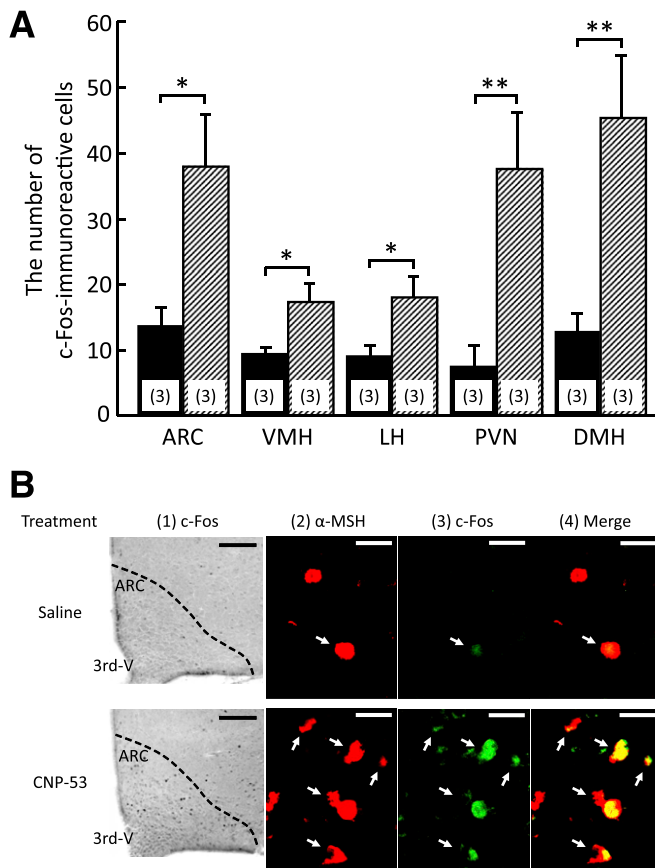 A
The number of
c-Fos-immunoreactive cells
60
50
40
30
20
10
0
*
*
*
**
**
(3) (3) (3) (3) (3) (3) (3) (3) (3) (3)
ARC VMH LH PVN DMH
B
Treatment (1) c-Fos (2) α-MSH (3) c-Fos (4) Merge
ARC
Saline
3rd-V
ARC
CNP-53
3rd-V